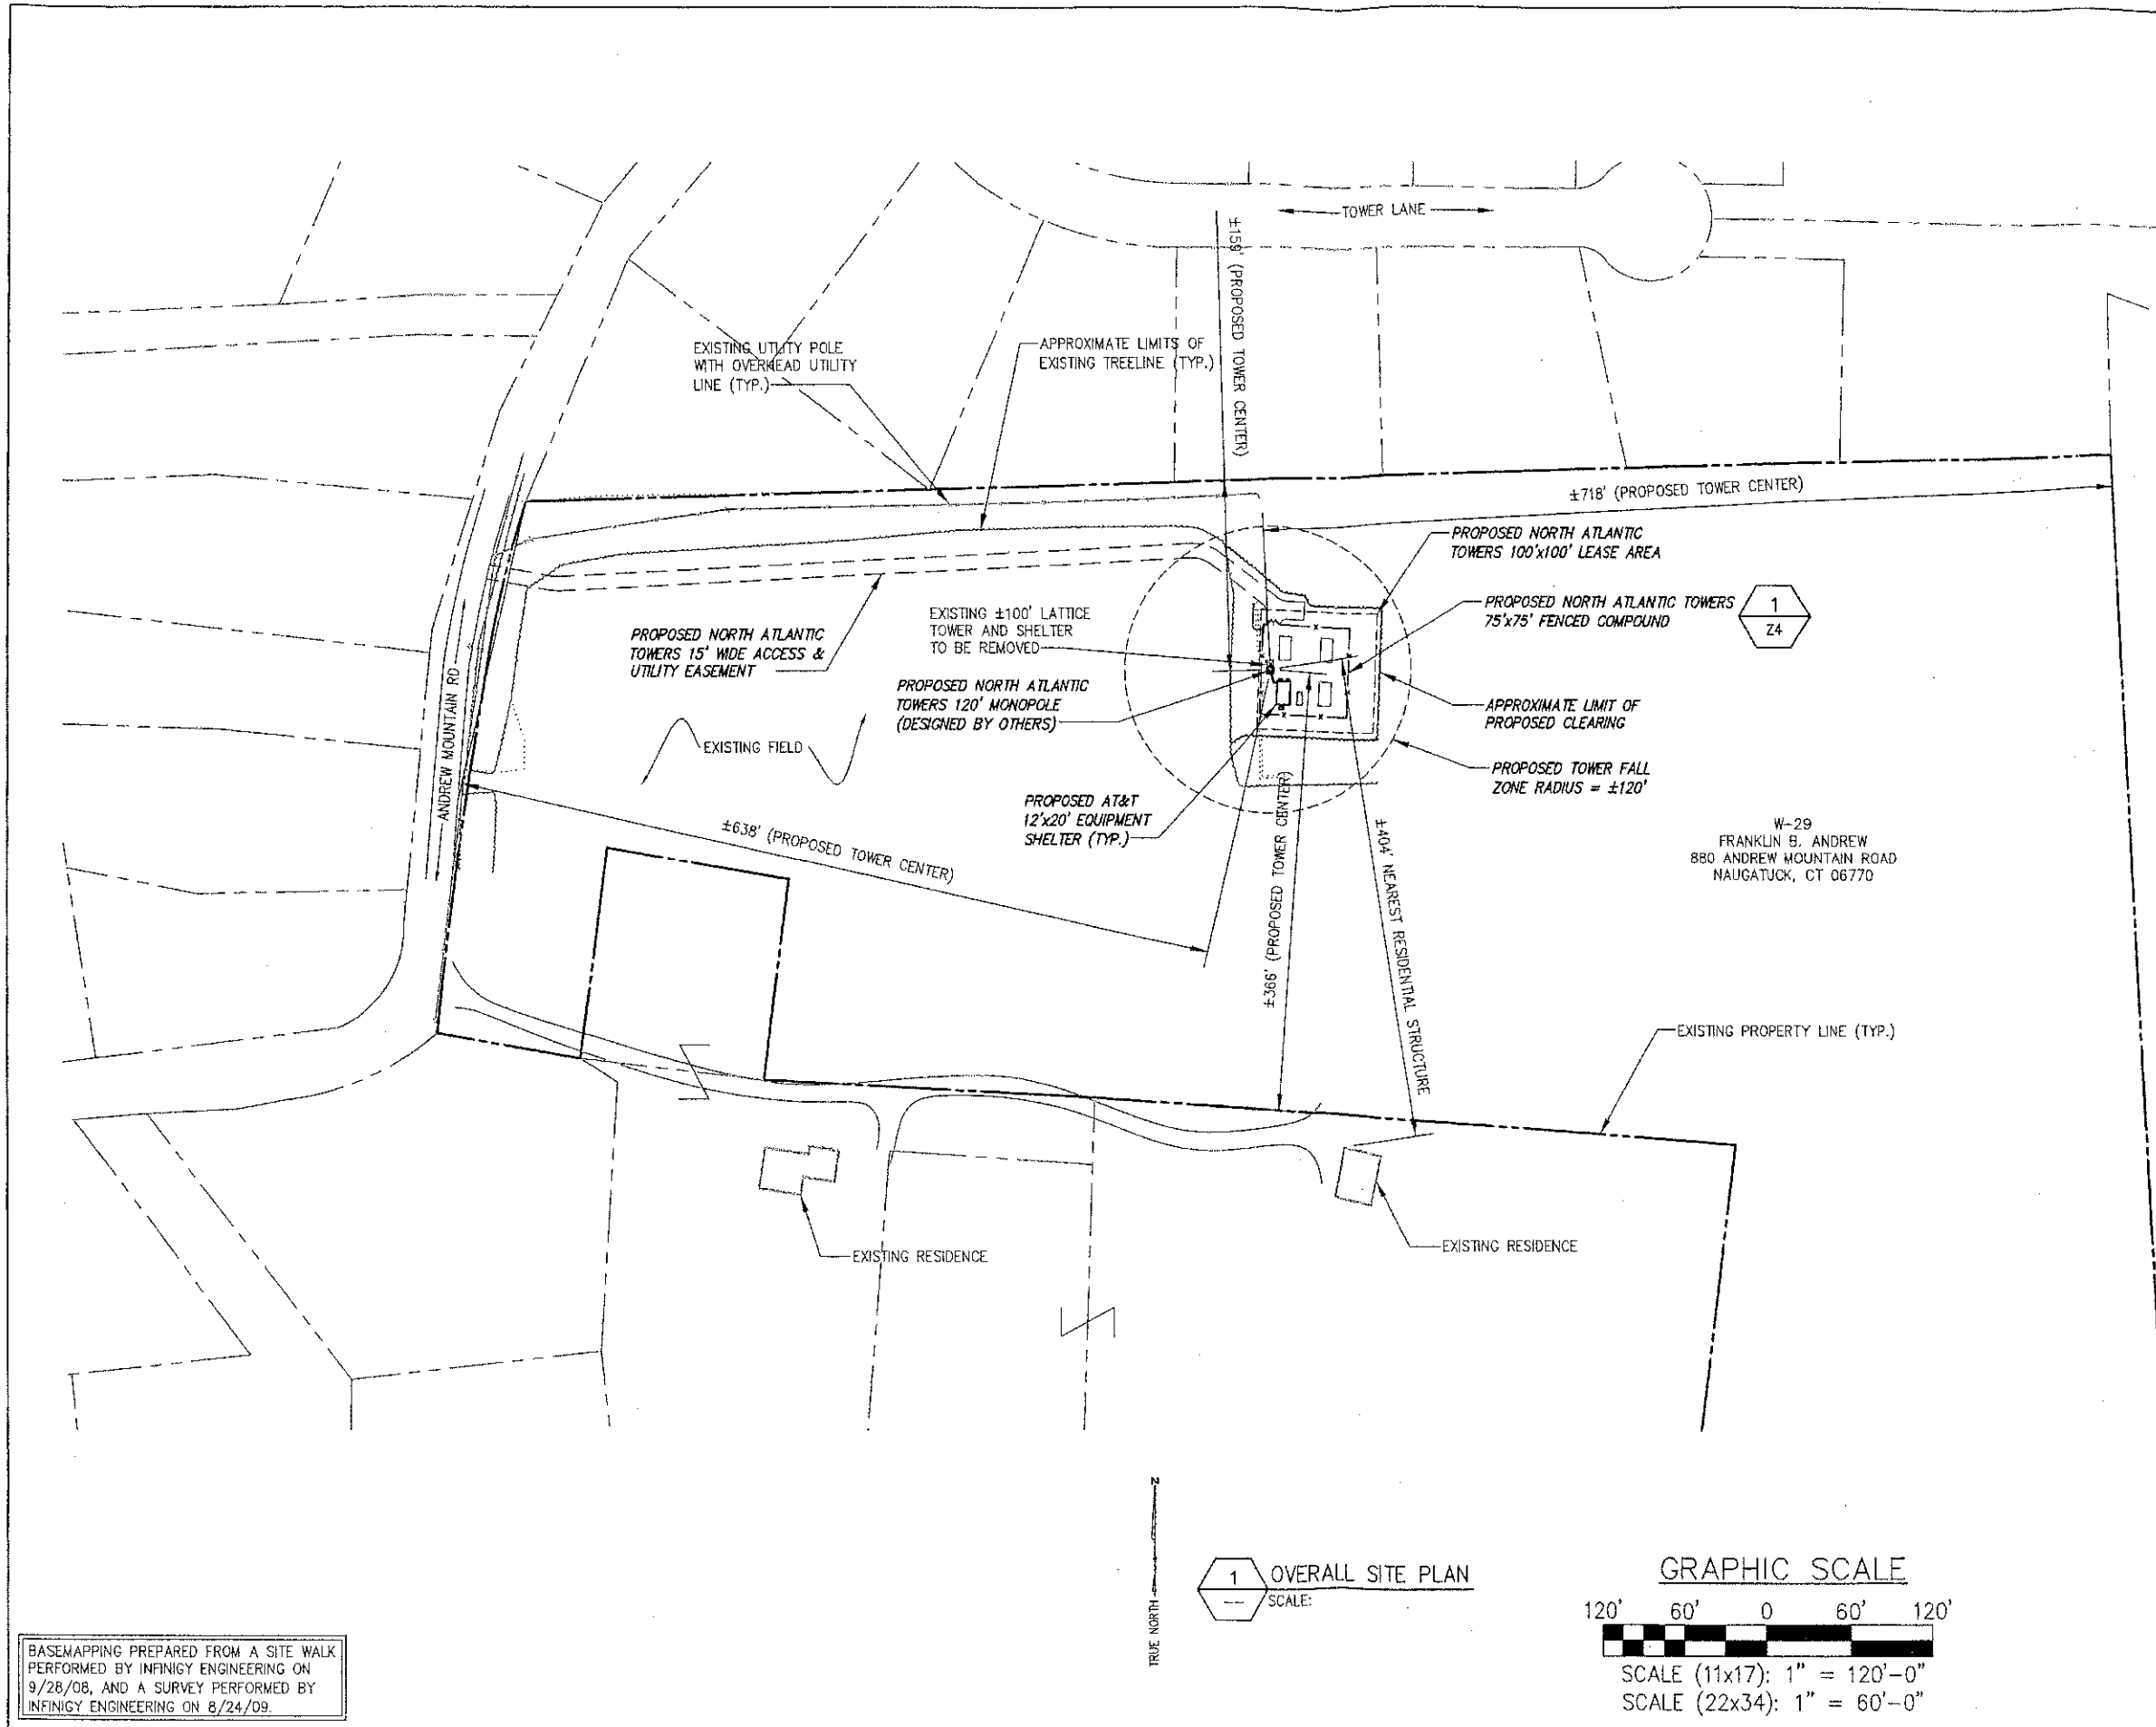 TOWER LANE
±159' (PROPOSED TOWER CENTER)
EXISTING UTILITY POLE
WITH OVERHEAD UTILITY
LINE (TYP.)
APPROXIMATE LIMITS OF
EXISTING TREELINE (TYP.)
±718' (PROPOSED TOWER CENTER)
PROPOSED NORTH ATLANTIC
TOWERS 100'x100' LEASE AREA
PROPOSED NORTH ATLANTIC TOWERS
75'x75' FENCED COMPOUND
1
Z4
EXISTING ±100' LATTICE
TOWER AND SHELTER
TO BE REMOVED
PROPOSED NORTH ATLANTIC
TOWERS 15' WIDE ACCESS &
UTILITY EASEMENT
PROPOSED NORTH ATLANTIC
TOWERS 120' MONOPOLE
(DESIGNED BY OTHERS)
APPROXIMATE LIMIT OF
PROPOSED CLEARING
ANDREW MOUNTAIN RD
EXISTING FIELD
PROPOSED TOWER FALL
ZONE RADIUS = ±120'
PROPOSED AT&T
12'x20' EQUIPMENT
SHELTER (TYP.)
±638' (PROPOSED TOWER CENTER)
±366' (PROPOSED TOWER CENTER)
±404' NEAREST RESIDENTIAL STRUCTURE
W-29
FRANKLIN B. ANDREW
880 ANDREW MOUNTAIN ROAD
NAUGATUCK, CT 06770
EXISTING PROPERTY LINE (TYP.)
EXISTING RESIDENCE
EXISTING RESIDENCE
N
TRUE NORTH
1
--
OVERALL SITE PLAN
SCALE:
GRAPHIC SCALE
120' 60' 0 60' 120'
SCALE (11x17): 1" = 120'-0"
SCALE (22x34): 1" = 60'-0"
BASEMAPPING PREPARED FROM A SITE WALK
PERFORMED BY INFINIGY ENGINEERING ON
9/28/08, AND A SURVEY PERFORMED BY
INFINIGY ENGINEERING ON 8/24/09.